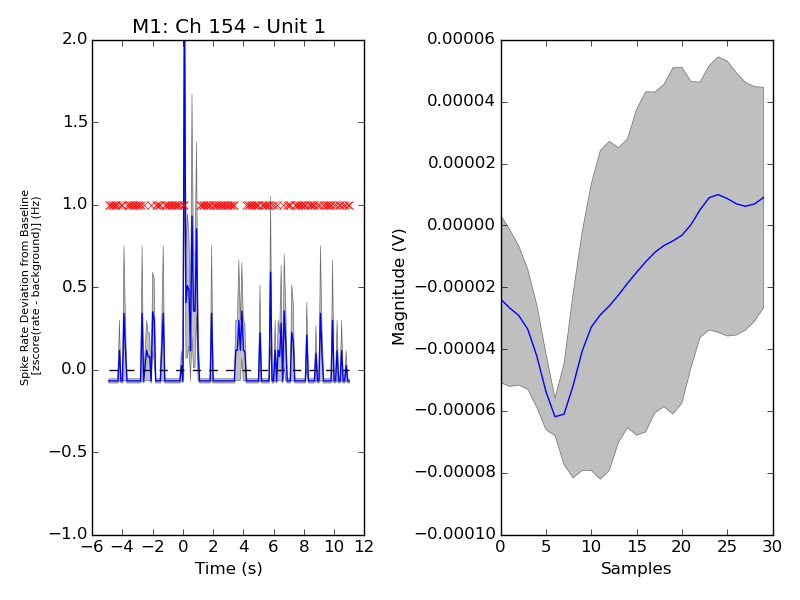 M1: Ch 154 - Unit 1
2.0
1.5
1.0
0.5
0.0
−0.5
−1.0
−6 −4 −2 0 2 4 6 8 10 12
Time (s)
Spike Rate Deviation from Baseline
[zscore(rate - background)] (Hz)
0.00006
0.00004
0.00002
0.00000
−0.00002
−0.00004
−0.00006
−0.00008
−0.00010
0 5 10 15 20 25 30
Samples
Magnitude (V)